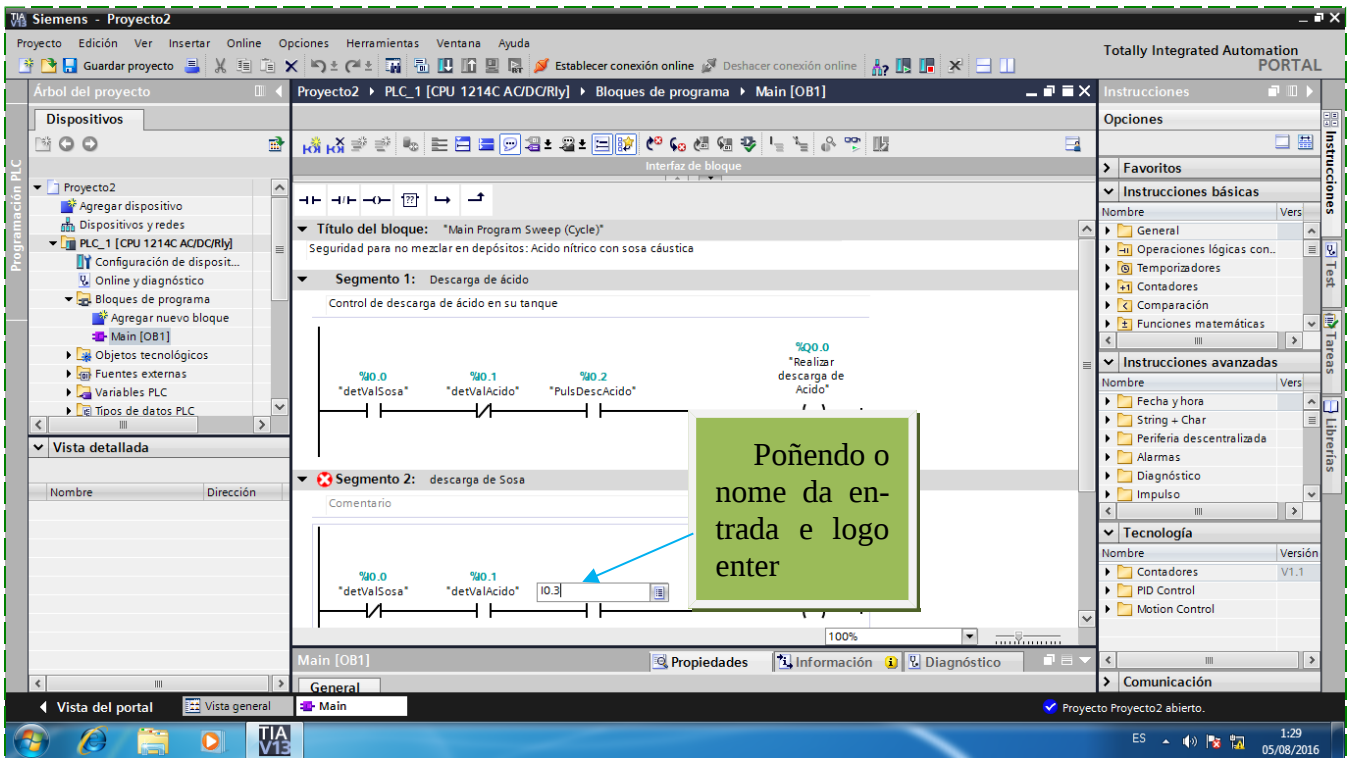 Siemens - Proyecto2
Proyecto Edición Ver Insertar Online Opciones Herramientas Ventana Ayuda
Totally Integrated Automation
PORTAL
Guardar proyecto
Establecer conexión online
Deshacer conexión online
Árbol del proyecto
Proyecto2 PLC_1 [CPU 1214C AC/DC/Rly] Bloques de programa Main [OB1]
Instrucciones
Dispositivos
Opciones
Interfaz de bloque
Programación PLC
Proyecto2
Agregar dispositivo
Dispositivos y redes
PLC_1 [CPU 1214C AC/DC/Rly]
Configuración de disposit...
Online y diagnóstico
Bloques de programa
Agregar nuevo bloque
Main [OB1]
Objetos tecnológicos
Fuentes externas
Variables PLC
Tipos de datos PLC
Vista detallada
Nombre Dirección
Título del bloque: "Main Program Sweep (Cycle)"
Seguridad para no mezclar en depósitos: Acido nítrico con sosa cáustica
Segmento 1: Descarga de ácido
Control de descarga de ácido en su tanque
%Q0.0
"Realizar
descarga de
Acido"
%I0.0 %I0.1 %I0.2
"detValSosa" "detValAcido" "PulsDescAcido"
Segmento 2: descarga de Sosa
Comentario
%I0.0 %I0.1
"detValSosa" "detValAcido" I0.3
Poñendo o
nome da en-
trada e logo
enter
100%
Main [OB1]
Propiedades Información Diagnóstico
General
Favoritos
Instrucciones básicas
Nombre Vers
General
Operaciones lógicas con..
Temporizadores
Contadores
Comparación
Funciones matemáticas
Instrucciones avanzadas
Nombre Vers
Fecha y hora
String + Char
Periferia descentralizada
Alarmas
Diagnóstico
Impulso
Tecnología
Nombre Versión
Contadores V1.1
PID Control
Motion Control
Comunicación
Instrucciones
Test
Tareas
Librerías
Vista del portal Vista general Main
Proyecto Proyecto2 abierto.
TIA
V13
ES
1:29
05/08/2016